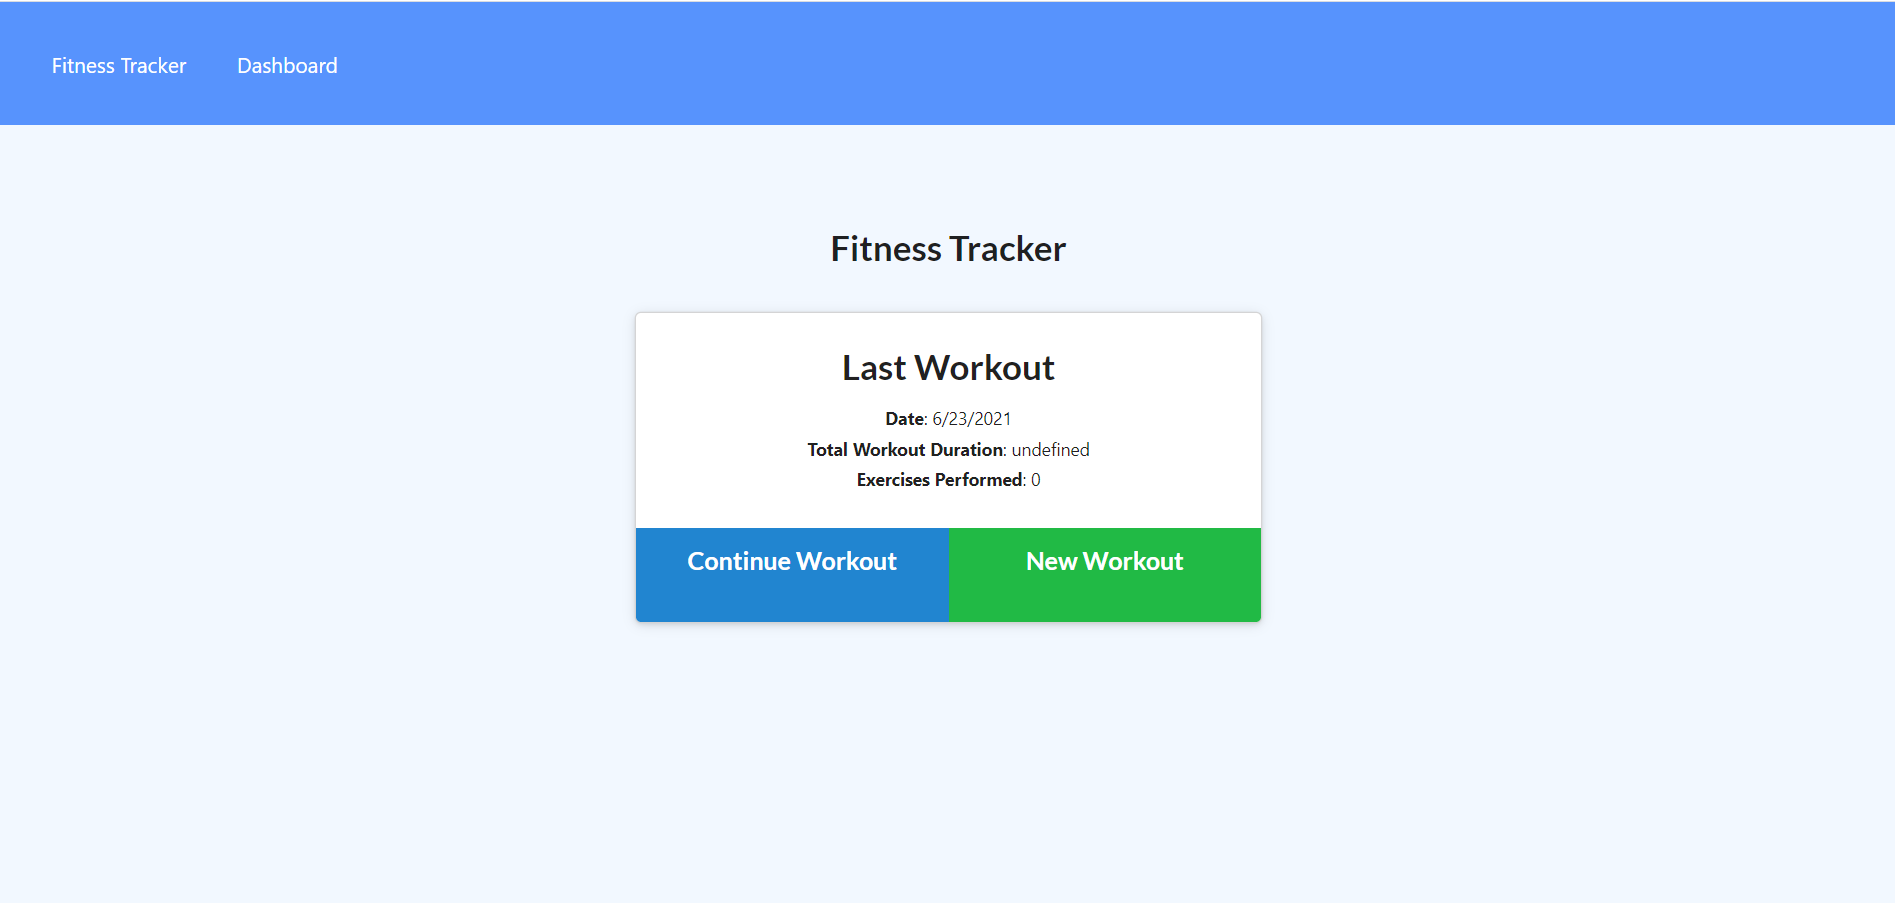 Fitness Tracker Dashboard
Fitness Tracker
Last Workout
Date: 6/23/2021
Total Workout Duration: undefined
Exercises Performed: 0
Continue Workout New Workout